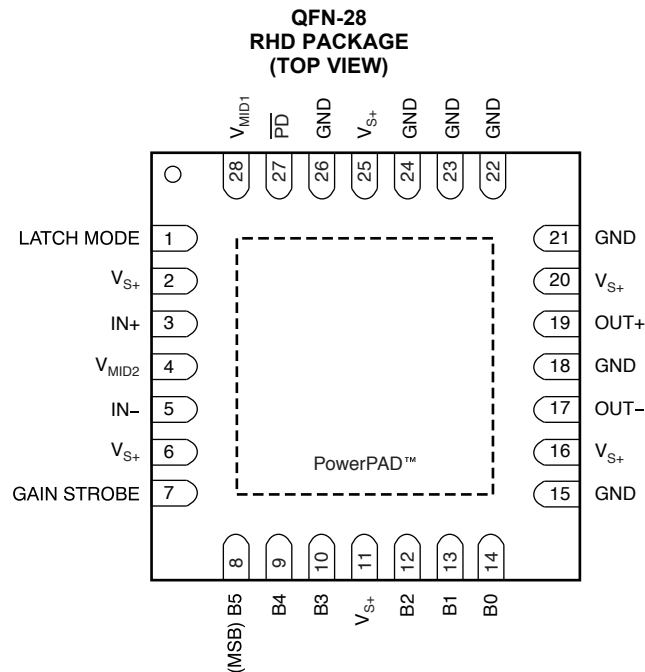 QFN-28
RHD PACKAGE
(TOP VIEW)
VMID1
PD
GND
VS+
GND
GND
GND
28
27
26
25
24
23
22
LATCH MODE 1
VS+ 2
IN+ 3
VMID2 4
IN– 5
VS+ 6
GAIN STROBE 7
21 GND
20 VS+
19 OUT+
18 GND
17 OUT–
16 VS+
15 GND
PowerPAD™
8
9
10
11
12
13
14
(MSB) B5
B4
B3
VS+
B2
B1
B0